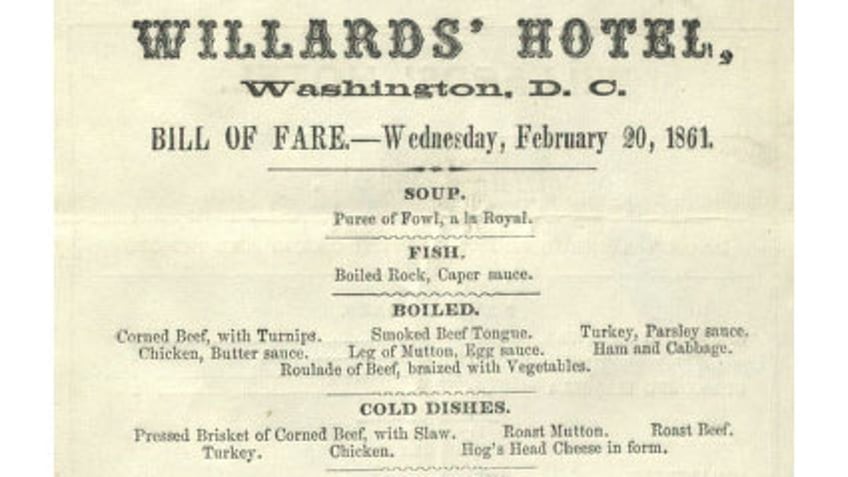 WILLARDS' HOTEL,
Washington, D. C.
BILL OF FARE.—Wednesday, February 20, 1861.
SOUP.
Puree of Fowl, a la Royal.
FISH.
Boiled Rock, Caper sauce.
BOILED.
Corned Beef, with Turnips. Smoked Beef Tongue. Turkey, Parsley sauce.
Chicken, Butter sauce. Leg of Mutton, Egg sauce. Ham and Cabbage.
Roulade of Beef, braized with Vegetables.
COLD DISHES.
Pressed Brisket of Corned Beef, with Slaw. Roast Mutton. Roast Beef.
Turkey. Chicken. Hog's Head Cheese in form.